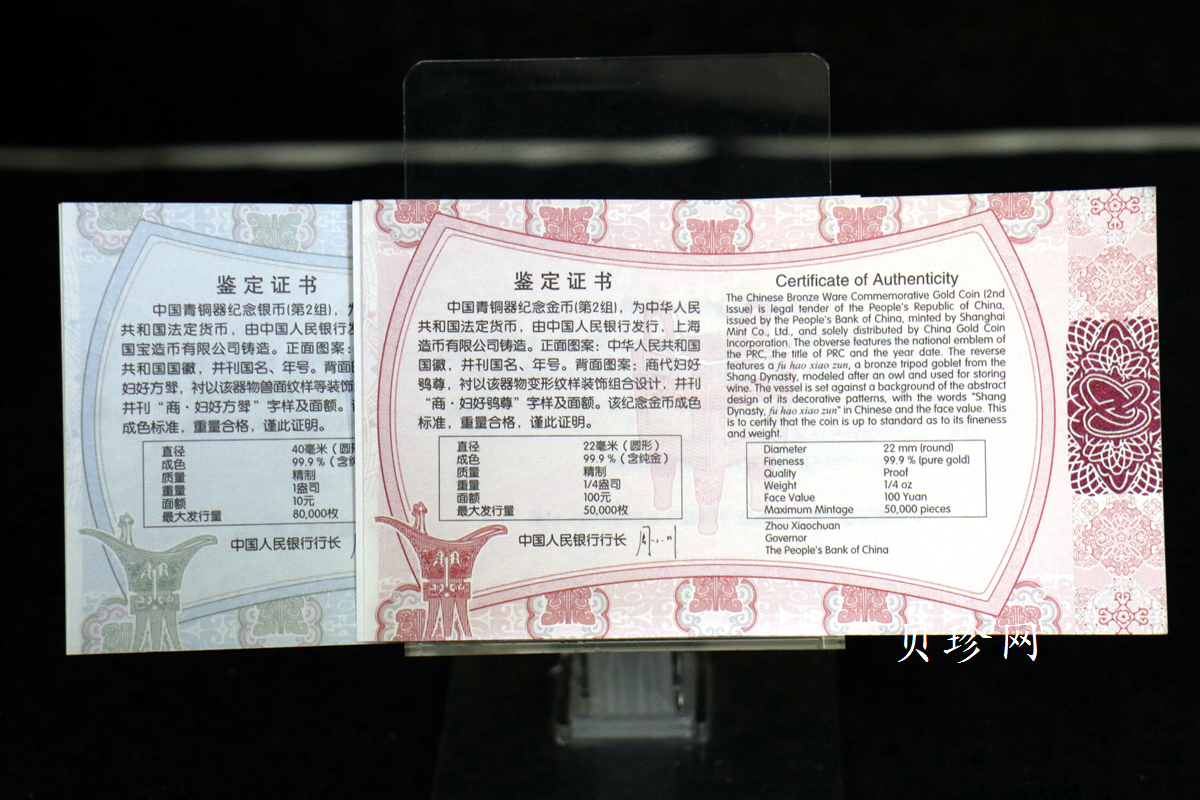 鉴定证书
中国青铜器纪念银币(第2组)，
共和国法定货币，由中国人民银行
国宝造币有限公司铸造。正面图案：
共和国国徽，并刊国名、年号。背面
妇好方斝，衬以该器物兽面纹样等装饰
并刊“商·妇好方斝”字样及面额。
成色标准，重量合格，谨此证明。
直径 40毫米（圆
成色 99.9％（含
质量 精制
重量 1盎司
面额 10元
最大发行量 80,000枚
中国人民银行行长
鉴定证书
中国青铜器纪念金币(第2组)，为中华人民
共和国法定货币，由中国人民银行发行，上海
造币有限公司铸造。正面图案：中华人民共和国
国徽，并刊国名、年号。背面图案：商代妇好
鸮尊，衬以该器物变形纹样装饰组合设计，并刊
“商·妇好鸮尊”字样及面额。该纪念金币成色
标准，重量合格，谨此证明。
直径 22毫米（圆形）
成色 99.9％（含纯金）
质量 精制
重量 1/4盎司
面额 100元
最大发行量 50,000枚
中国人民银行行长
Certificate of Authenticity
The Chinese Bronze Ware Commemorative Gold Coin (2nd
Issue) is legal tender of the People's Republic of China,
issued by the People's Bank of China, minted by Shanghai
Mint Co., Ltd., and solely distributed by China Gold Coin
Incorporation. The obverse features the national emblem of
the PRC, the title of PRC and the year date. The reverse
features a fu hao xiao zun, a bronze tripod goblet from the
Shang Dynasty, modeled after an owl and used for storing
wine. The vessel is set against a background of the abstract
design of its decorative patterns, with the words "Shang
Dynasty, fu hao xiao zun" in Chinese and the face value. This
is to certify that the coin is up to standard as to its fineness
and weight.
Diameter 22 mm (round)
Fineness 99.9 % (pure gold)
Quality Proof
Weight 1/4 oz
Face Value 100 Yuan
Maximum Mintage 50,000 pieces
Zhou Xiaochuan
Governor
The People's Bank of China
贝珍网